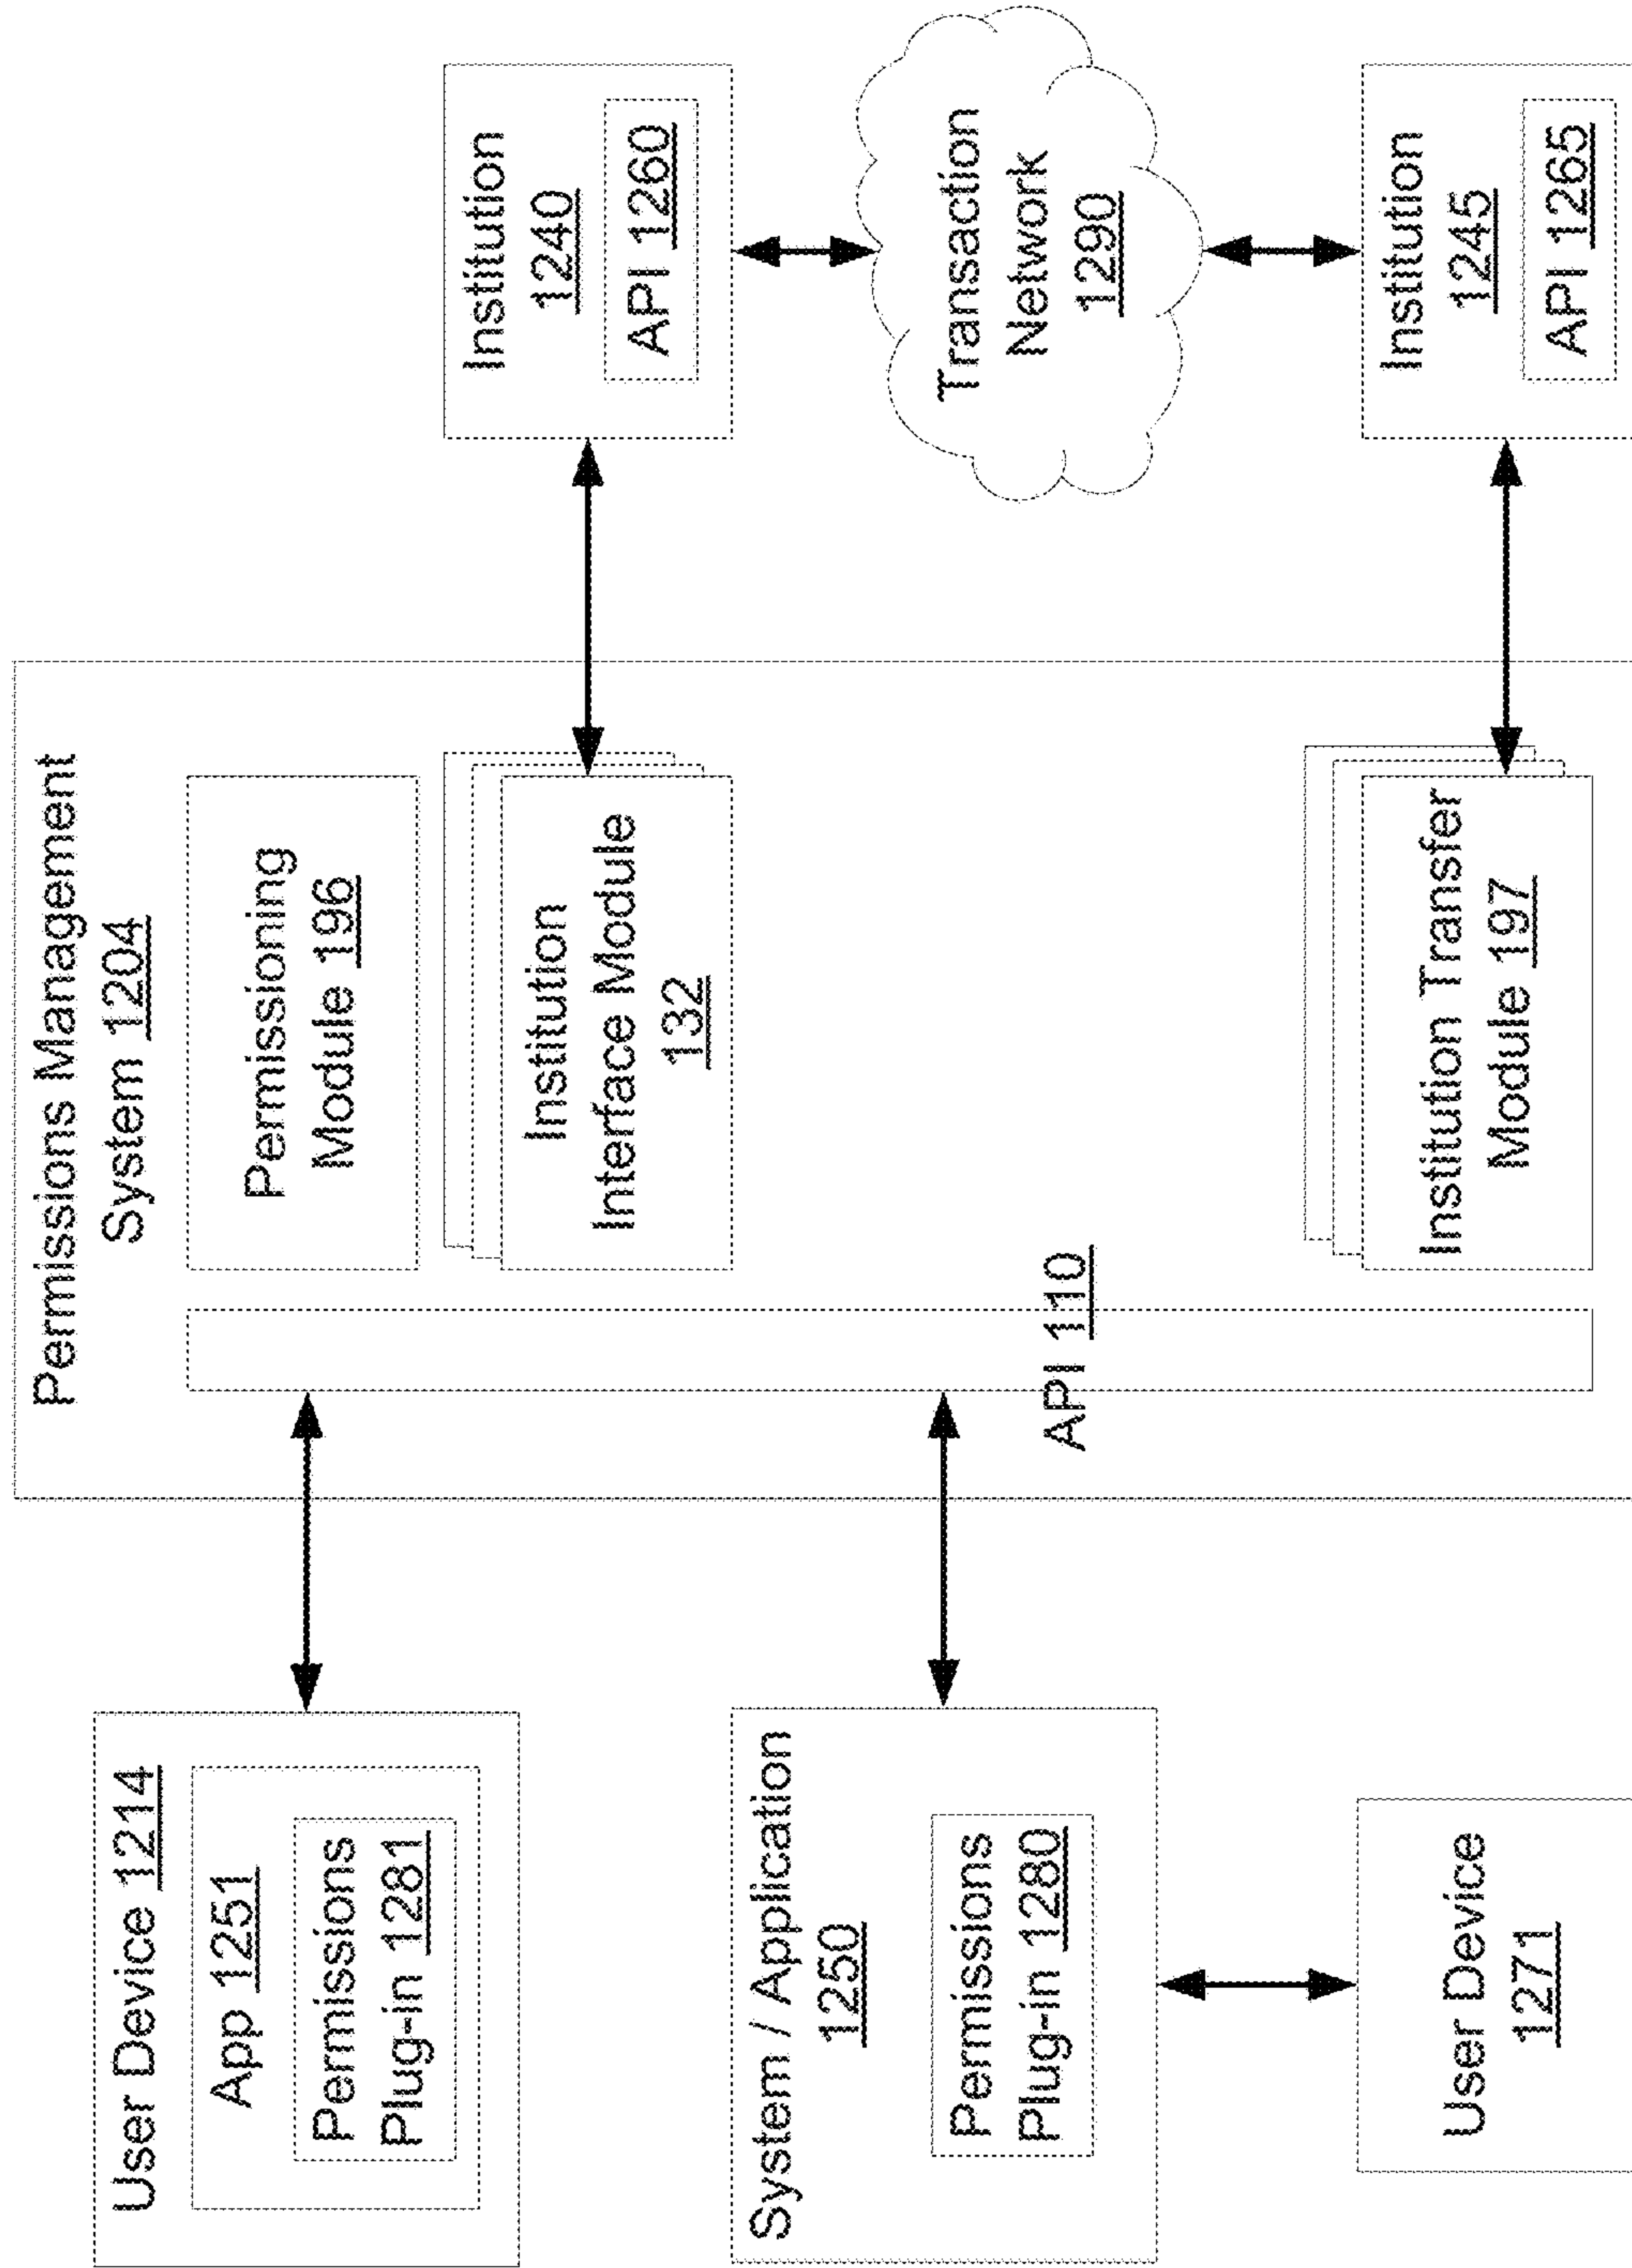 User Device 1214
App 1251
Permissions
Plug-in 1281
System / Application
1250
Permissions
Plug-in 1280
User Device
1271
Permissions Management
System 1204
API 110
Permissioning
Module 196
Institution
Interface Module
132
Institution Transfer
Module 197
Institution
1240
API 1260
Transaction
Network
1290
Institution
1245
API 1265